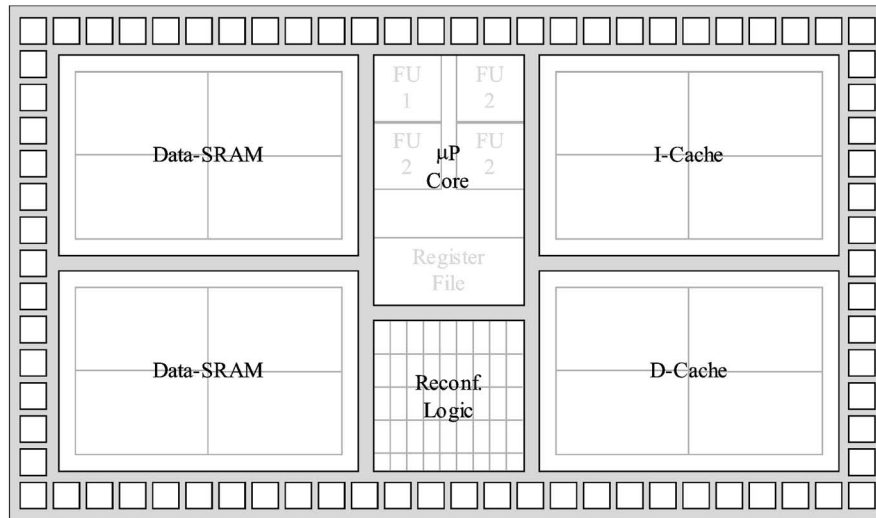 FU
1
FU
2
FU
2
FU
2
μP
Core
Register
File
Data-SRAM
I-Cache
Data-SRAM
Reconf.
Logic
D-Cache